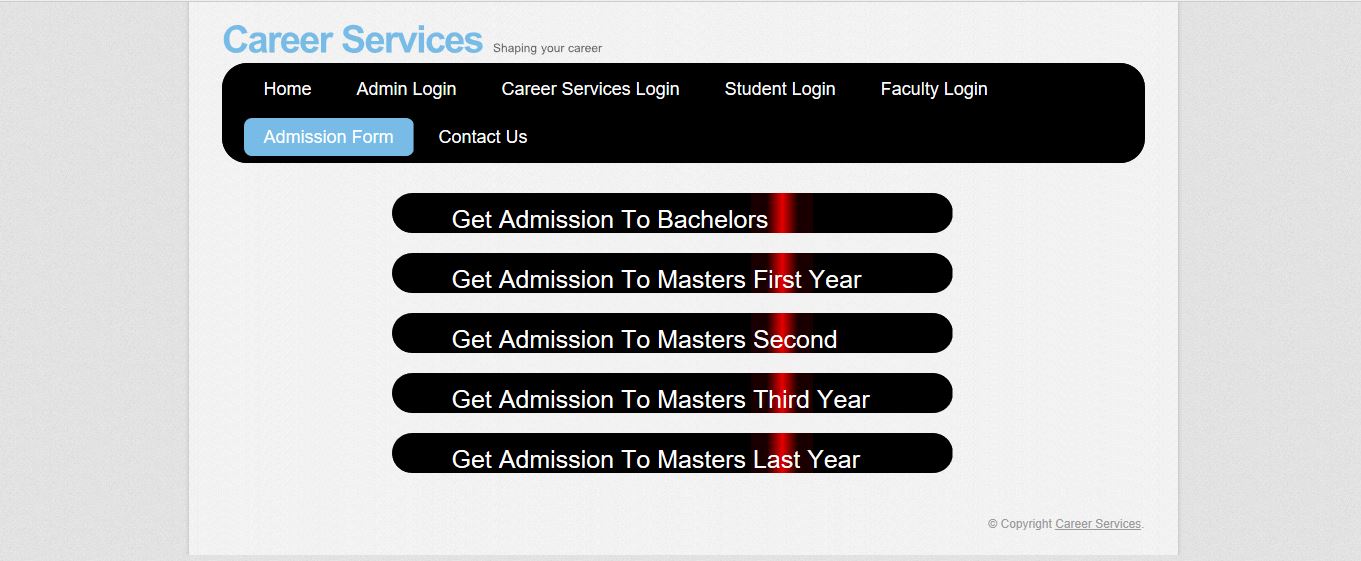 Career Services Shaping your career
Home Admin Login Career Services Login Student Login Faculty Login
Admission Form Contact Us
Get Admission To Bachelors
Get Admission To Masters First Year
Get Admission To Masters Second
Get Admission To Masters Third Year
Get Admission To Masters Last Year
© Copyright Career Services.